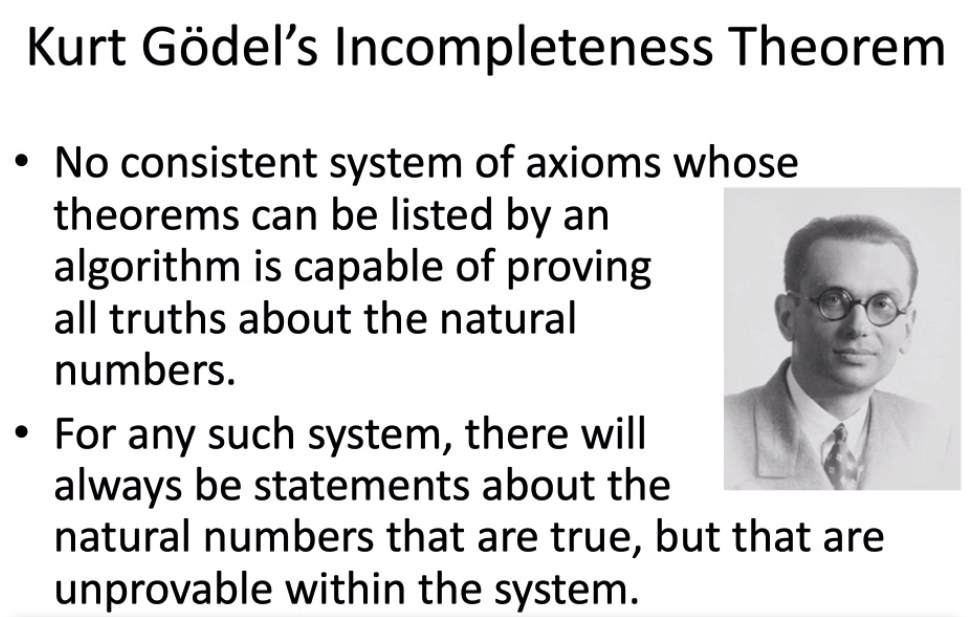 Kurt Gödel’s Incompleteness Theorem
• No consistent system of axioms whose
theorems can be listed by an
algorithm is capable of proving
all truths about the natural
numbers.
• For any such system, there will
always be statements about the
natural numbers that are true, but that are
unprovable within the system.